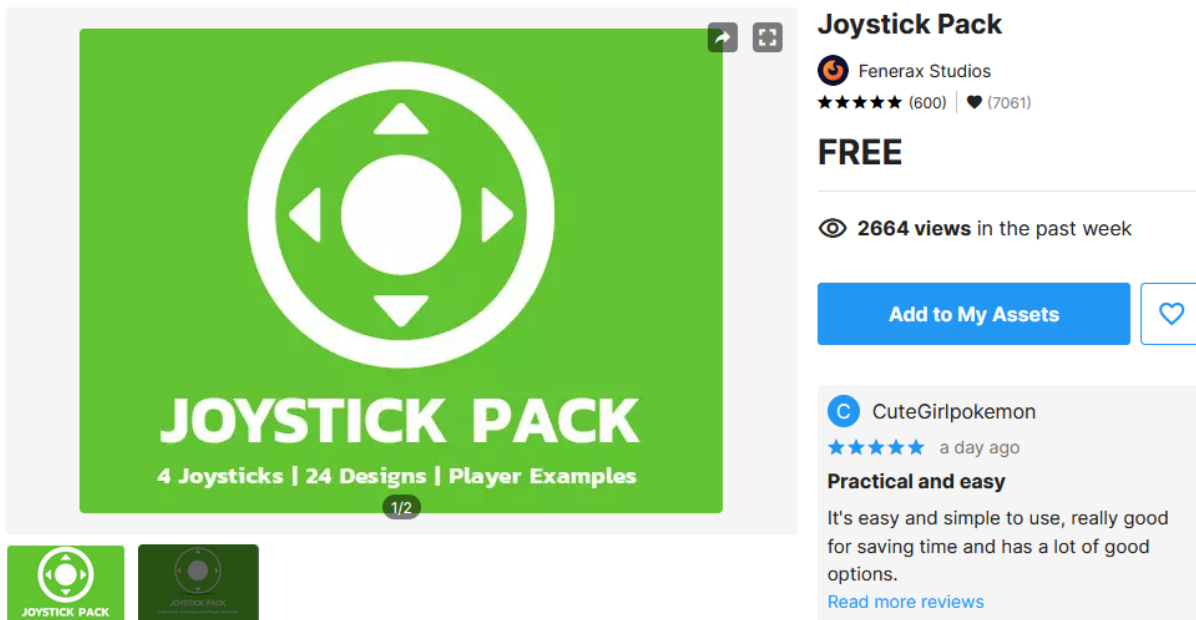 JOYSTICK PACK
4 Joysticks | 24 Designs | Player Examples
1/2
JOYSTICK PACK
JOYSTICK PACK
Joystick Pack
Fenerax Studios
★★★★★ (600) | ♥ (7061)
FREE
2664 views in the past week
Add to My Assets
C CuteGirlpokemon
★★★★★ a day ago
Practical and easy
It's easy and simple to use, really good
for saving time and has a lot of good
options.
Read more reviews